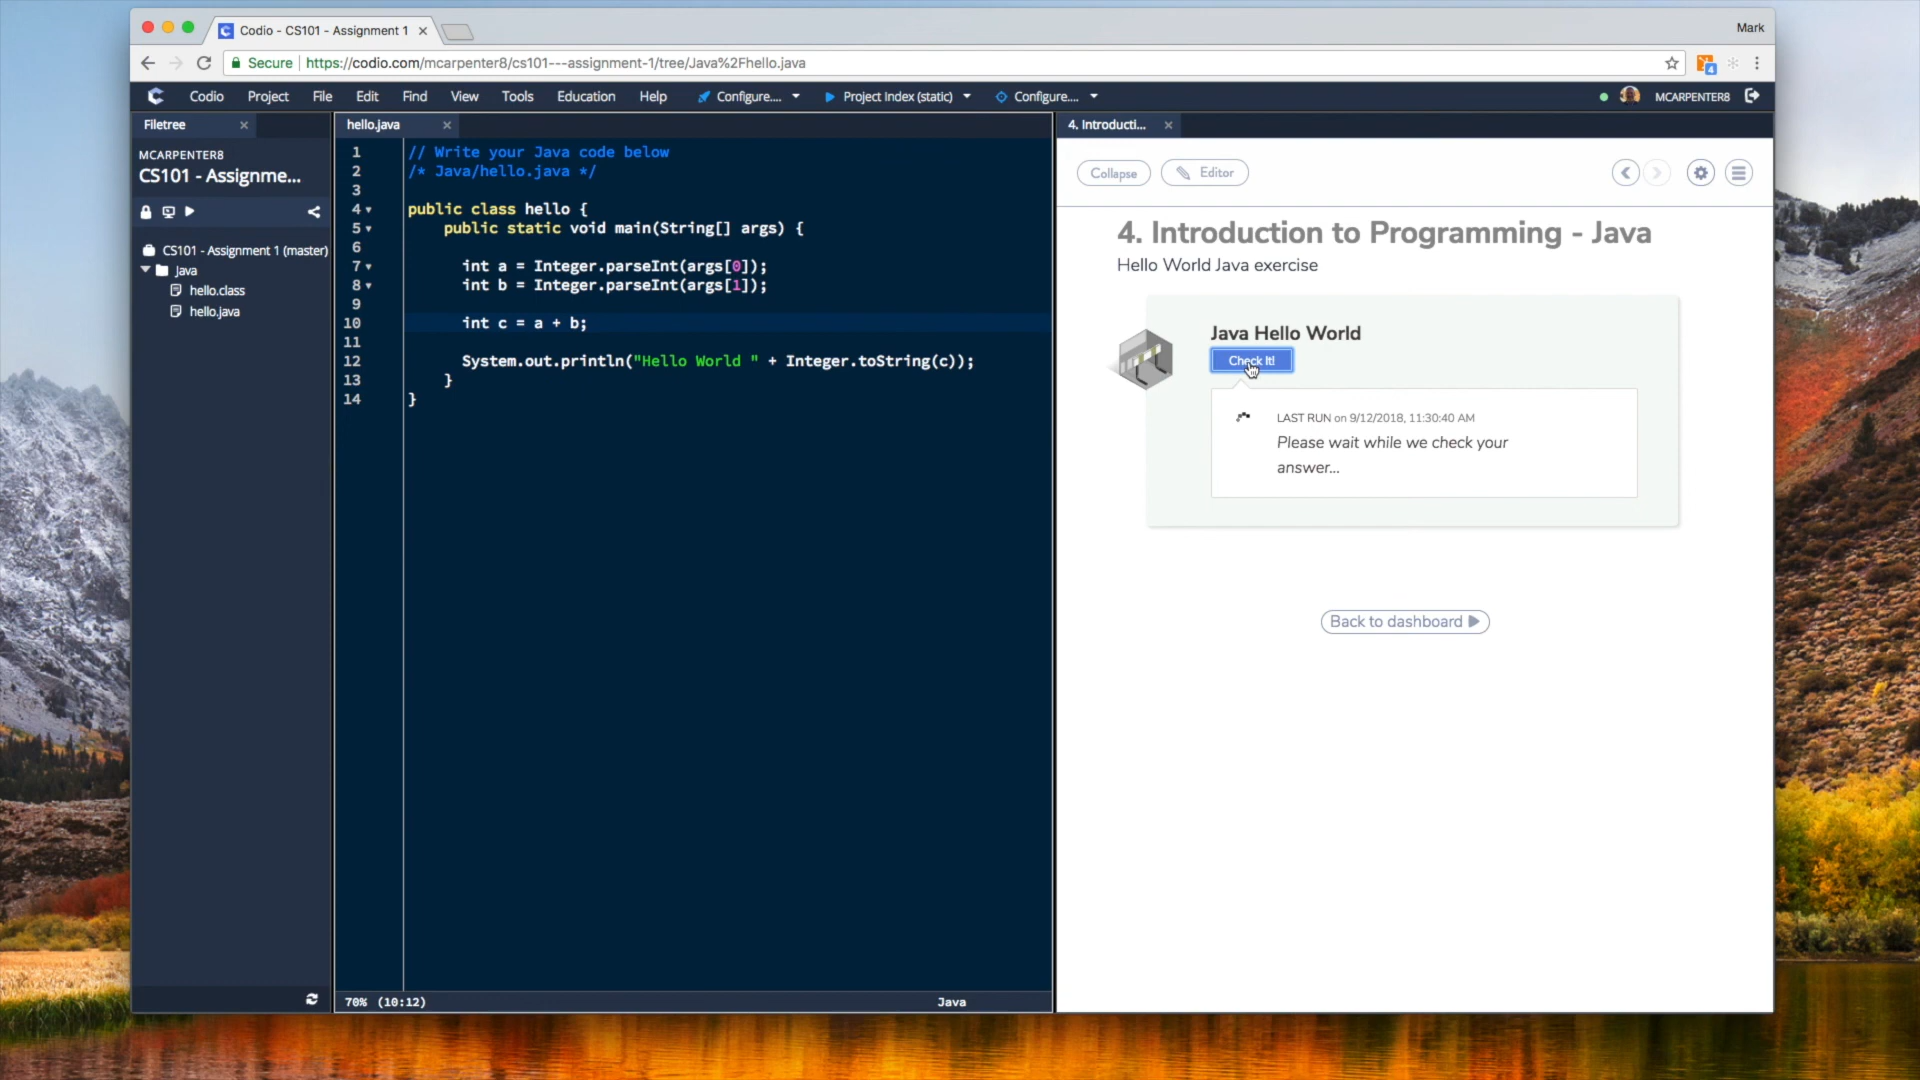 Codio - CS101 - Assignment 1
Mark
Secure
https://codio.com/mcarpenter8/cs101---assignment-1/tree/Java%2Fhello.java
4
Codio Project File Edit Find View Tools Education Help Configure.... Project Index (static) Configure.... MCARPENTER8
Filetree
MCARPENTER8
CS101 - Assignme...
CS101 - Assignment 1 (master)
Java
hello.class
hello.java
hello.java
1 // Write your Java code below
2 /* Java/hello.java */
3
4 public class hello {
5 public static void main(String[] args) {
6
7 int a = Integer.parseInt(args[0]);
8 int b = Integer.parseInt(args[1]);
9
10 int c = a + b;
11
12 System.out.println("Hello World " + Integer.toString(c));
13 }
14 }
70% (10:12)
Java
4. Introducti...
Collapse
Editor
4. Introduction to Programming - Java
Hello World Java exercise
Java Hello World
Check It!
LAST RUN on 9/12/2018, 11:30:40 AM
Please wait while we check your
answer...
Back to dashboard